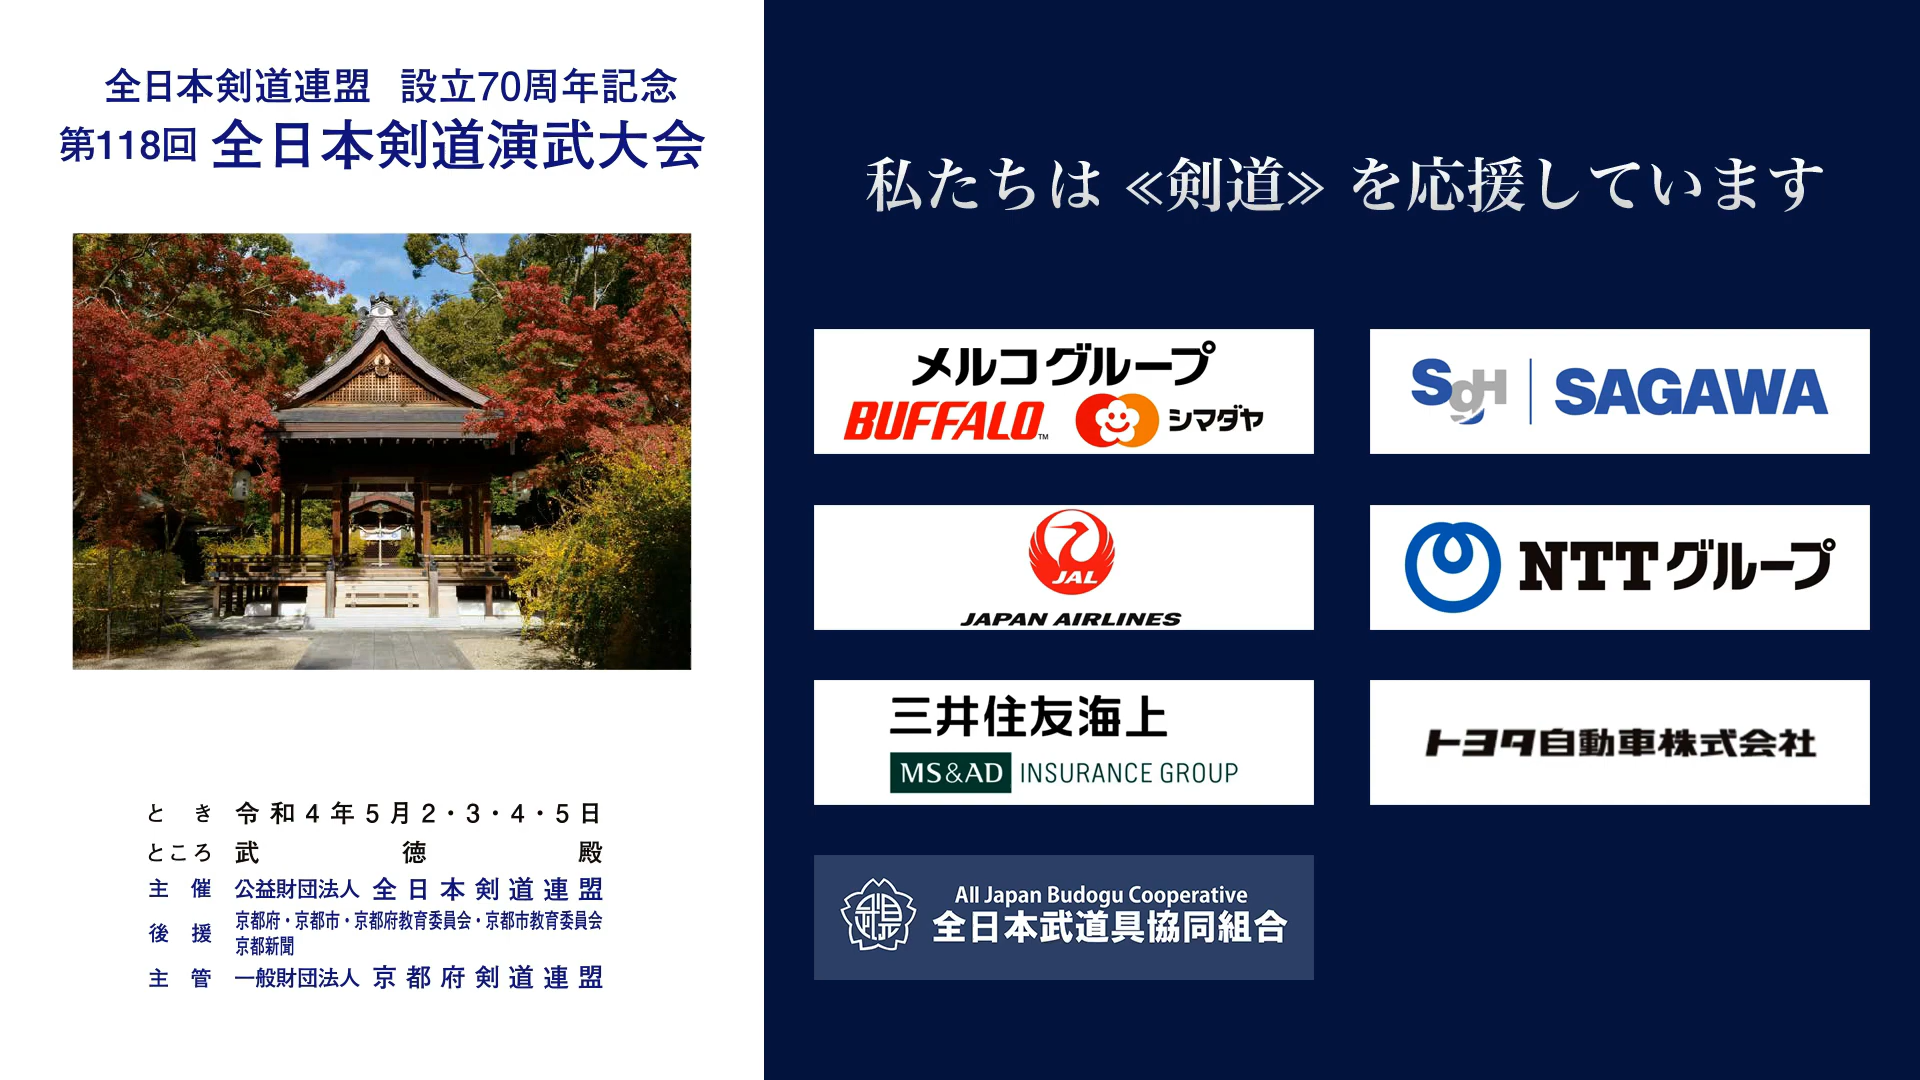 全日本剣道連盟 設立70周年記念
第118回 全日本剣道演武大会
とき 令和4年5月2・3・4・5日
ところ 武徳殿
主催 公益財団法人 全日本剣道連盟
後援 京都府・京都市・京都府教育委員会・京都市教育委員会
京都新聞
主管 一般財団法人 京都府剣道連盟
私たちは ≪剣道≫ を応援しています
メルコグループ
BUFFALO™ シマダヤ
SGH SAGAWA
JAL
JAPAN AIRLINES
NTTグループ
三井住友海上
MS&AD INSURANCE GROUP
トヨタ自動車株式会社
All Japan Budogu Cooperative
全日本武道具協同組合